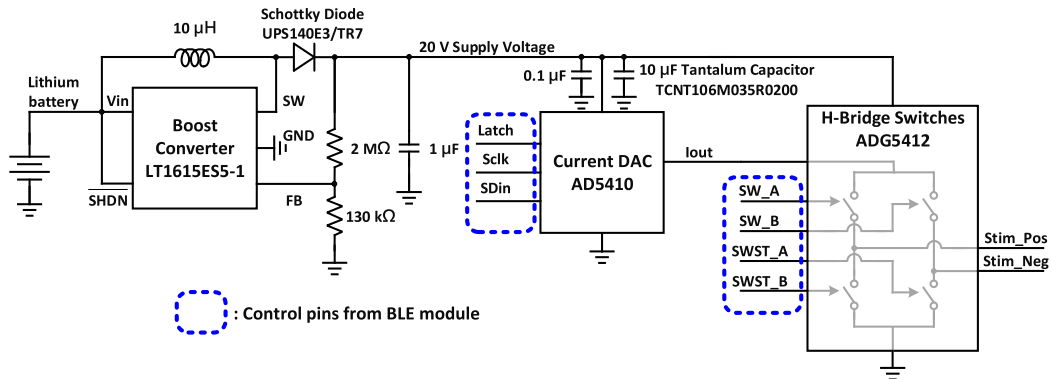 Schottky Diode
UPS140E3/TR7
10 μH
20 V Supply Voltage
Lithium
battery
Vin
SW
Boost
Converter
LT1615ES5-1
GND
SHDN
FB
2 MΩ
130 kΩ
1 μF
0.1 μF
10 μF Tantalum Capacitor
TCNT106M035R0200
Latch
Sclk
SDin
Current DAC
AD5410
Iout
H-Bridge Switches
ADG5412
SW_A
SW_B
SWST_A
SWST_B
Stim_Pos
Stim_Neg
: Control pins from BLE module